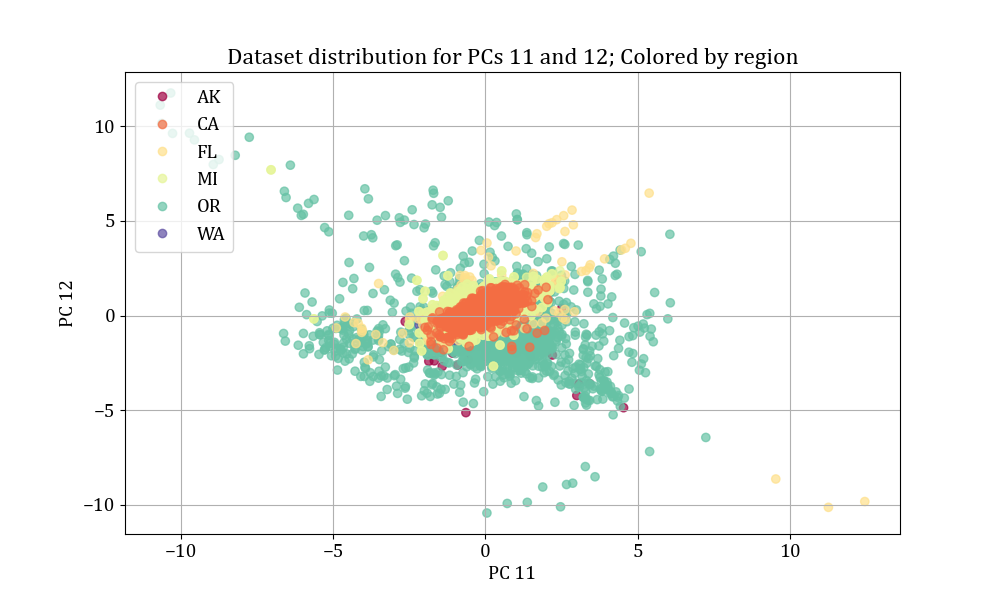 Dataset distribution for PCs 11 and 12; Colored by region
AK
CA
FL
MI
OR
WA
10
5
0
−5
−10
PC 12
−10
−5
0
5
10
PC 11